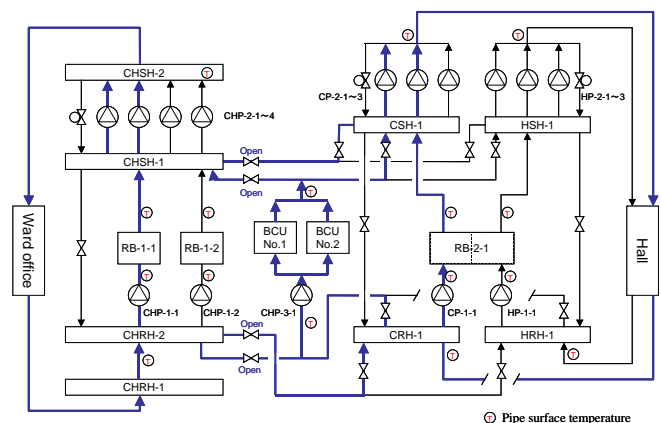 T
CHSH-2
T
CP-2-1~3
HP-2-1~3
CHP-2-1~4
CSH-1
HSH-1
Open
CHSH-1
Open
T
T
T
T
T
Ward office
RB-1-1
RB-1-2
BCU
No.1
BCU
No.2
RB-2-1
Hall
T
T
T
T
CHP-1-1
CHP-1-2
CHP-3-1
CP-1-1
HP-1-1
T
Open
CHRH-2
CRH-1
HRH-1
Open
T
T
T
CHRH-1
T Pipe surface temperature